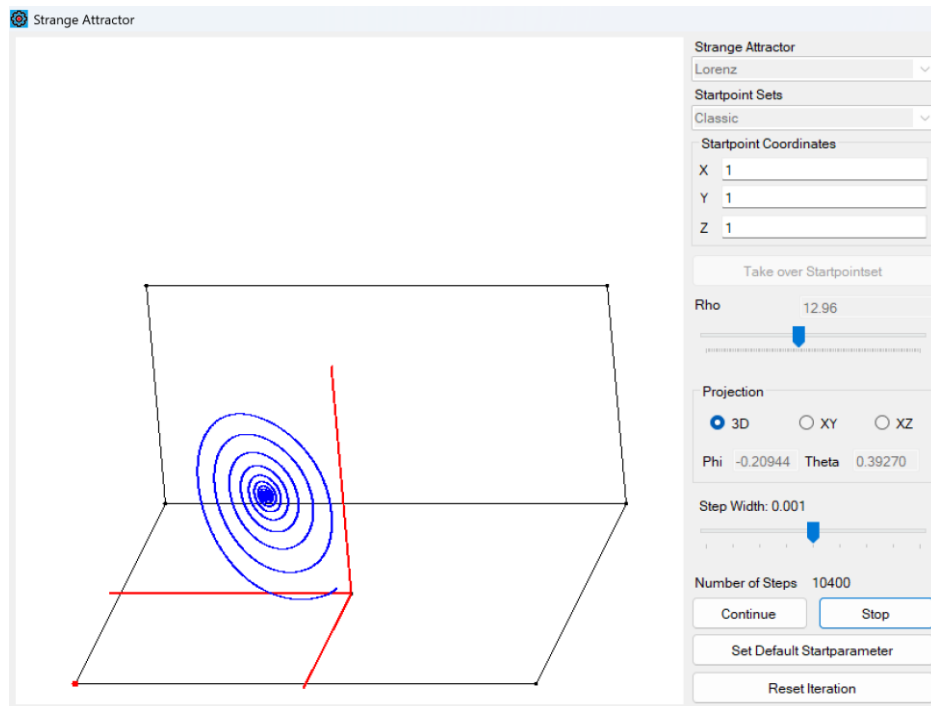 Strange Attractor
Strange Attractor
Lorenz
Startpoint Sets
Classic
Startpoint Coordinates
X 1
Y 1
Z 1
Take over Startpointset
Rho 12.96
Projection
3D XY XZ
Phi -0.20944 Theta 0.39270
Step Width: 0.001
Number of Steps 10400
Continue Stop
Set Default Startparameter
Reset Iteration